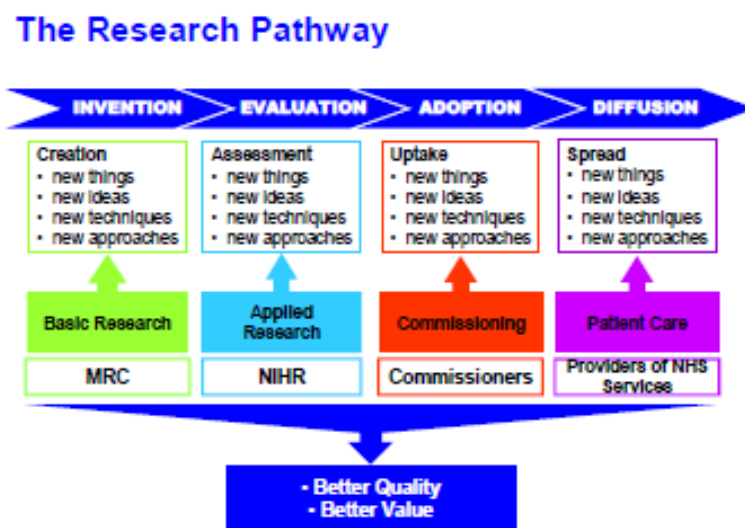 The Research Pathway
INVENTION
EVALUATION
ADOPTION
DIFFUSION
Creation
• new things
• new ideas
• new techniques
• new approaches
Assessment
• new things
• new ideas
• new techniques
• new approaches
Uptake
• new things
• new ideas
• new techniques
• new approaches
Spread
• new things
• new ideas
• new techniques
• new approaches
Basic Research
Applied
Research
Commissioning
Patient Care
MRC
NIHR
Commissioners
Providers of NHS
Services
- Better Quality
- Better Value